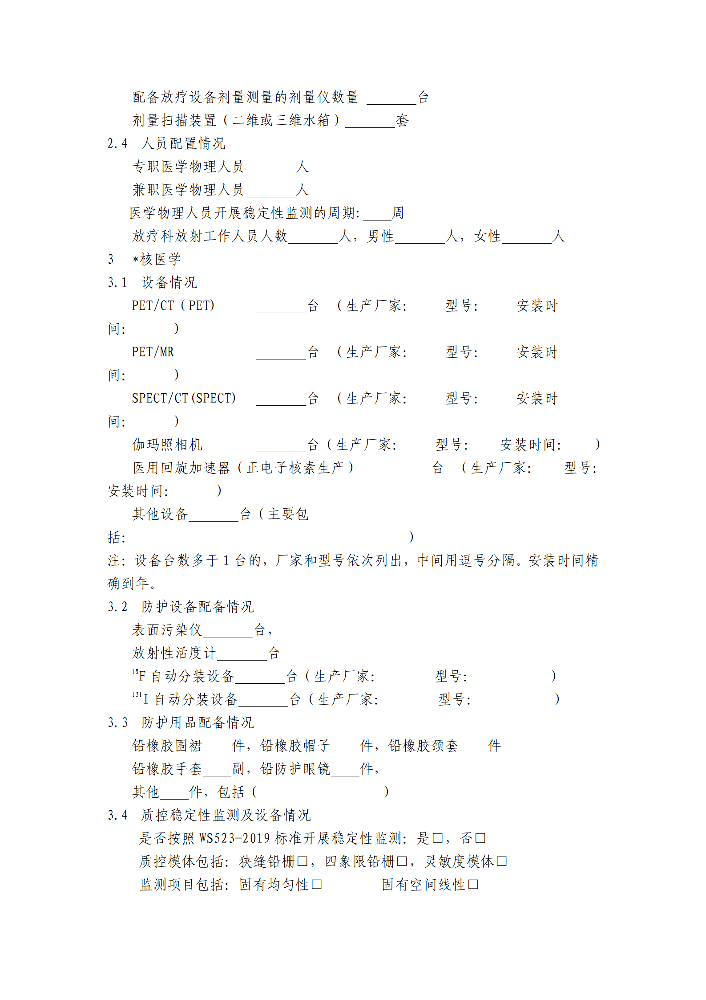 配备放疗设备剂量测量的剂量仪数量 _______台
剂量扫描装置（二维或三维水箱）_______套
2.4 人员配置情况
专职医学物理人员_______人
兼职医学物理人员_______人
医学物理人员开展稳定性监测的周期：____周
放疗科放射工作人员人数_______人，男性_______人，女性_______人
3 *核医学
3.1 设备情况
PET/CT（PET) _______台 （生产厂家： 型号： 安装时
间： ）
PET/MR _______台 （生产厂家： 型号： 安装时
间： ）
SPECT/CT(SPECT) _______台 （生产厂家： 型号： 安装时
间： ）
伽玛照相机 _______台（生产厂家： 型号： 安装时间： ）
医用回旋加速器（正电子核素生产） _______台 （生产厂家： 型号：
安装时间： ）
其他设备_______台（主要包
括： ）
注：设备台数多于1台的，厂家和型号依次列出，中间用逗号分隔。安装时间精
确到年。
3.2 防护设备配备情况
表面污染仪_______台，
放射性活度计_______台
¹⁸F自动分装设备_______台（生产厂家： 型号： ）
¹³¹I自动分装设备_______台（生产厂家： 型号： ）
3.3 防护用品配备情况
铅橡胶围裙____件，铅橡胶帽子____件，铅橡胶颈套____件
铅橡胶手套____副，铅防护眼镜____件，
其他____件，包括（ ）
3.4 质控稳定性监测及设备情况
是否按照WS523-2019标准开展稳定性监测：是□，否□
质控模体包括：狭缝铅栅□，四象限铅栅□，灵敏度模体□
监测项目包括：固有均匀性□ 固有空间线性□